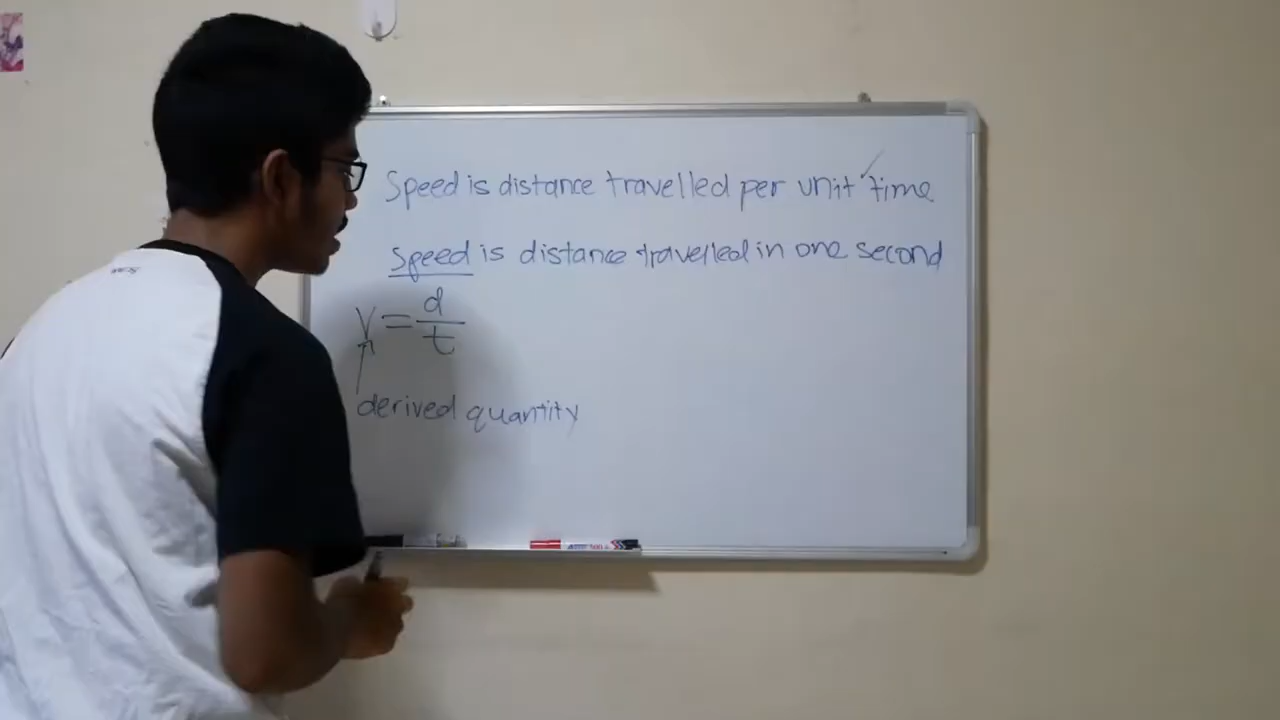 Speed is distance travelled per unit time
Speed is distance travelled in one second
v = d/t
derived quantity